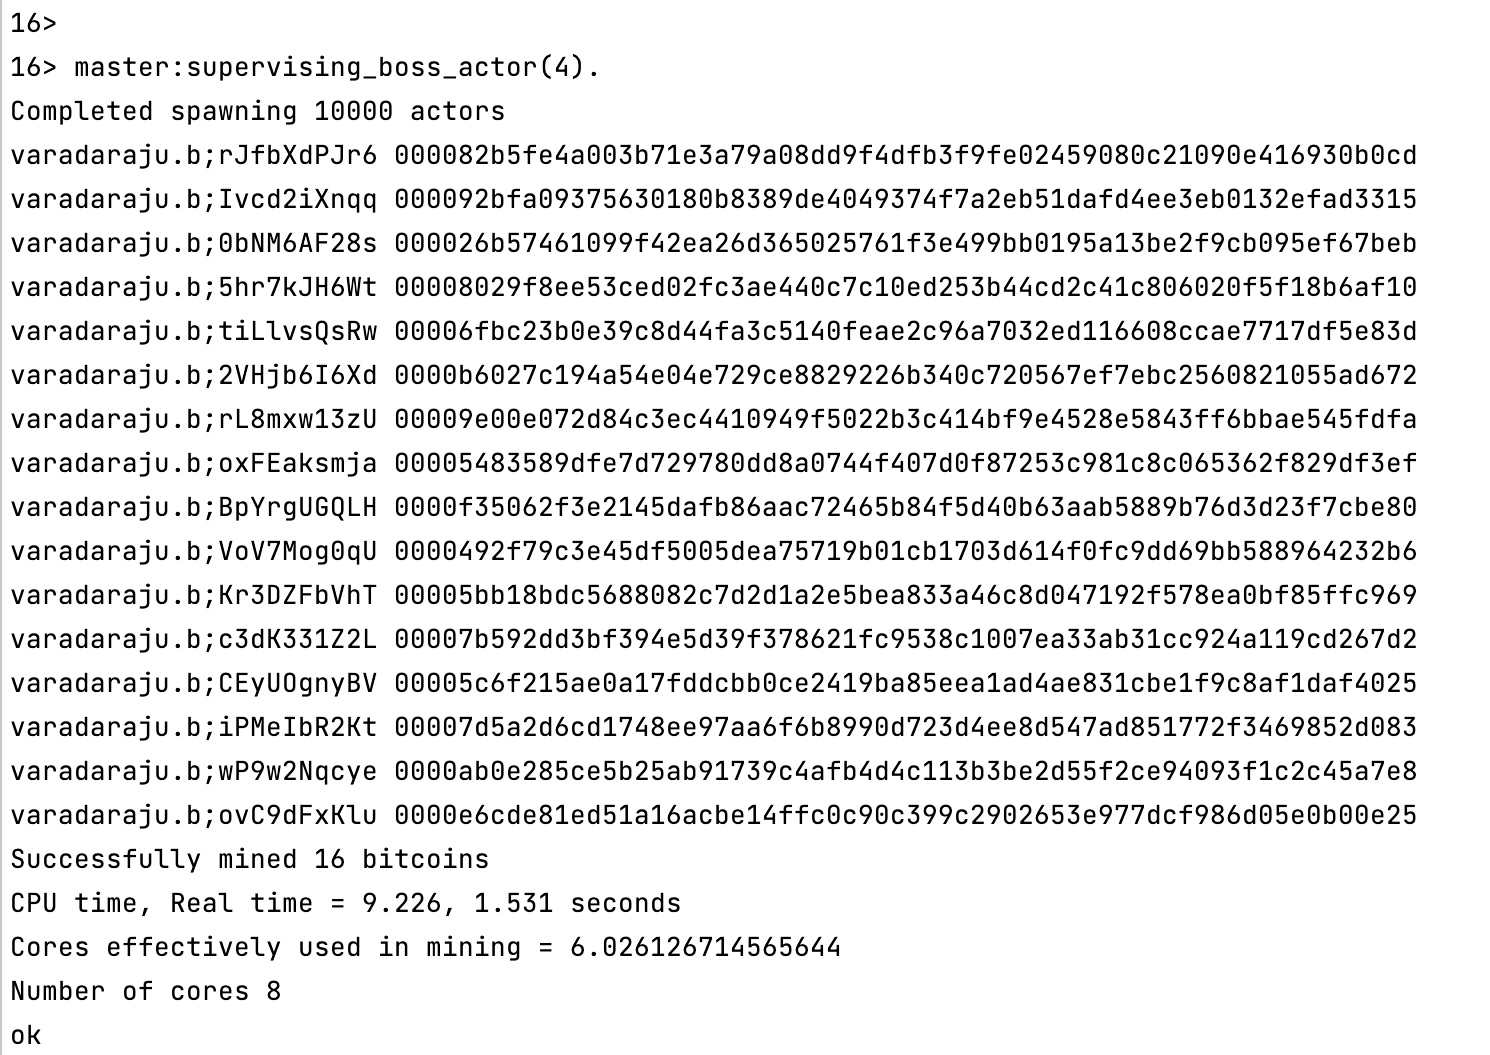 16>
16> master:supervising_boss_actor(4).
Completed spawning 10000 actors
varadaraju.b;rJfbXdPJr6 000082b5fe4a003b71e3a79a08dd9f4dfb3f9fe02459080c21090e416930b0cd
varadaraju.b;Ivcd2iXnqq 000092bfa09375630180b8389de4049374f7a2eb51dafd4ee3eb0132efad3315
varadaraju.b;0bNM6AF28s 000026b57461099f42ea26d365025761f3e499bb0195a13be2f9cb095ef67beb
varadaraju.b;5hr7kJH6Wt 00008029f8ee53ced02fc3ae440c7c10ed253b44cd2c41c806020f5f18b6af10
varadaraju.b;tiLlvsQsRw 00006fbc23b0e39c8d44fa3c5140feae2c96a7032ed116608ccae7717df5e83d
varadaraju.b;2VHjb6I6Xd 0000b6027c194a54e04e729ce8829226b340c720567ef7ebc2560821055ad672
varadaraju.b;rL8mxw13zU 00009e00e072d84c3ec4410949f5022b3c414bf9e4528e5843ff6bbae545fdfa
varadaraju.b;oxFEaksmja 00005483589dfe7d729780dd8a0744f407d0f87253c981c8c065362f829df3ef
varadaraju.b;BpYrgUGQLH 0000f35062f3e2145dafb86aac72465b84f5d40b63aab5889b76d3d23f7cbe80
varadaraju.b;VoV7Mog0qU 0000492f79c3e45df5005dea75719b01cb1703d614f0fc9dd69bb588964232b6
varadaraju.b;Kr3DZFbVhT 00005bb18bdc5688082c7d2d1a2e5bea833a46c8d047192f578ea0bf85ffc969
varadaraju.b;c3dK331Z2L 00007b592dd3bf394e5d39f378621fc9538c1007ea33ab31cc924a119cd267d2
varadaraju.b;CEyUOgnyBV 00005c6f215ae0a17fddcbb0ce2419ba85eea1ad4ae831cbe1f9c8af1daf4025
varadaraju.b;iPMeIbR2Kt 00007d5a2d6cd1748ee97aa6f6b8990d723d4ee8d547ad851772f3469852d083
varadaraju.b;wP9w2Nqcye 0000ab0e285ce5b25ab91739c4afb4d4c113b3be2d55f2ce94093f1c2c45a7e8
varadaraju.b;ovC9dFxKlu 0000e6cde81ed51a16acbe14ffc0c90c399c2902653e977dcf986d05e0b00e25
Successfully mined 16 bitcoins
CPU time, Real time = 9.226, 1.531 seconds
Cores effectively used in mining = 6.026126714565644
Number of cores 8
ok